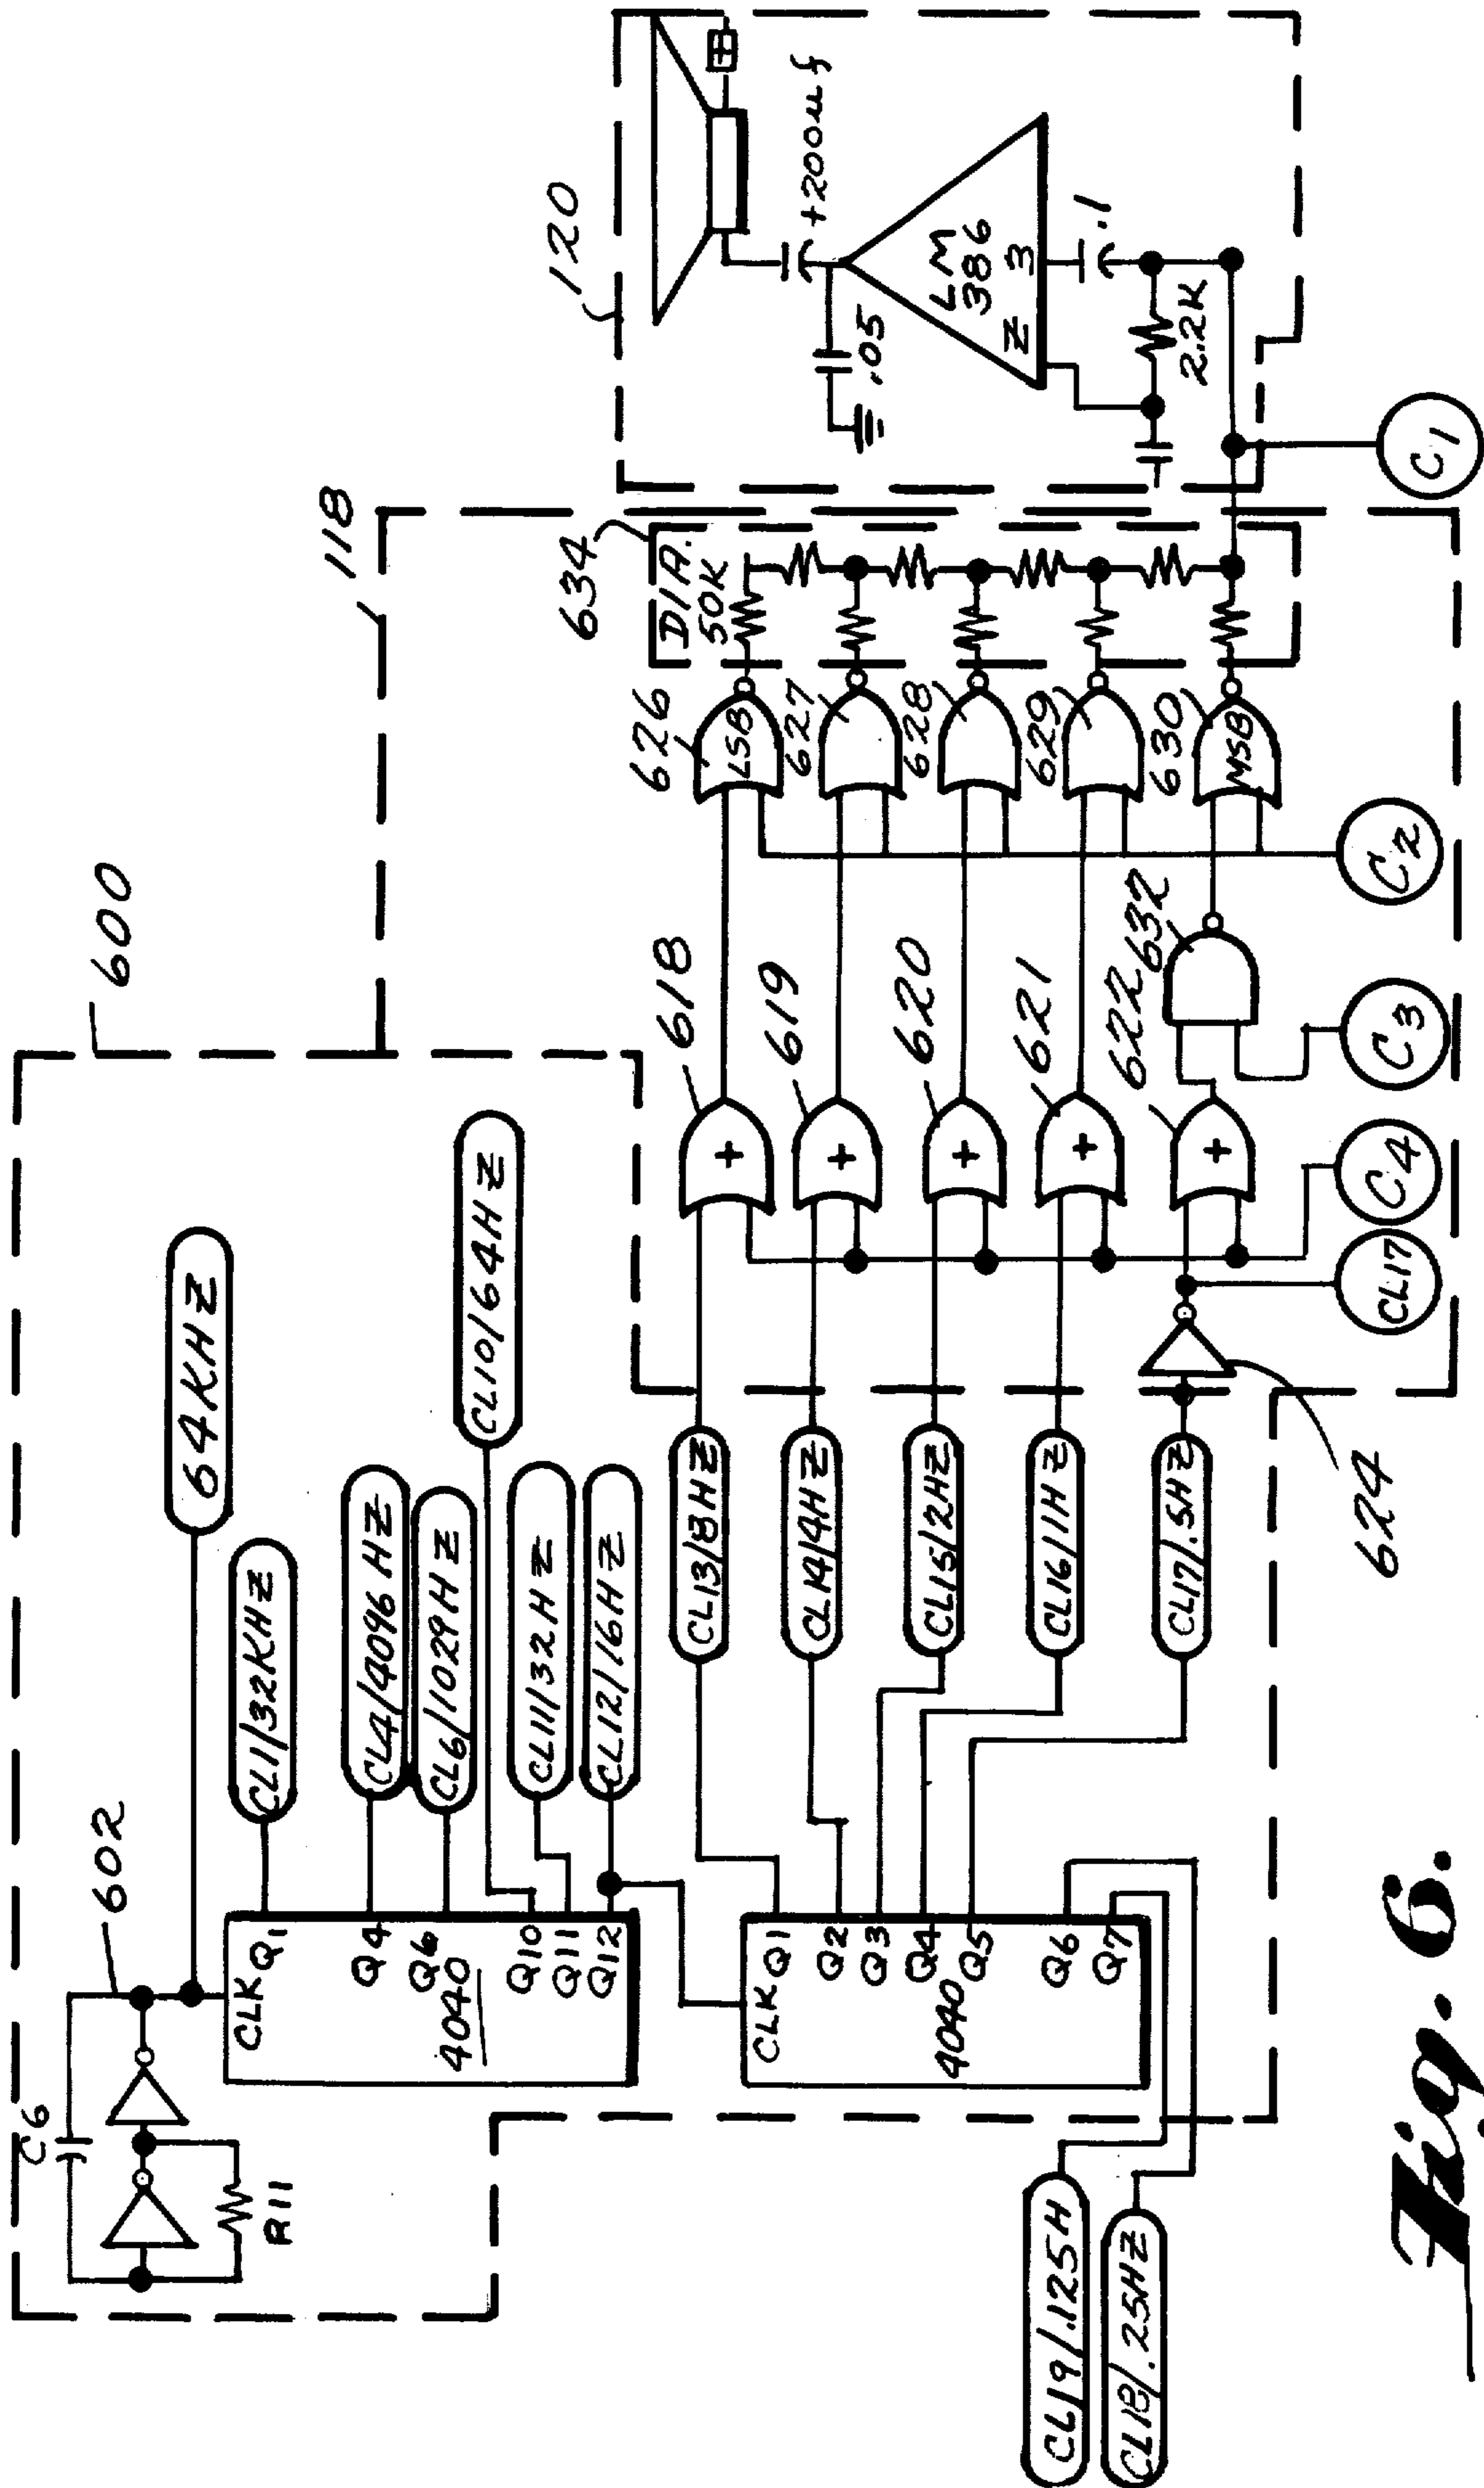 600
C6
R11
602
64KHZ
CL1/32KHZ
CL4/4096 HZ
CL6/1029HZ
CL10/64HZ
CL11/32HZ
CL12/16HZ
CLK
Q1
Q4
Q6
4040
Q10
Q11
Q12
CLK
Q1
Q2
Q3
Q4
4040
Q5
Q6
Q7
CL13/8HZ
CL14/4HZ
CL15/2HZ
CL16/1HZ
CL17/.5HZ
CL19/.125H
CL18/.25HZ
118
618
619
620
621
622
632
624
+
+
+
+
+
626
LSB
627
628
629
630
MSB
634
D/A.
50K
CL17
C4
C3
C2
C1
120
+200uf
.05
LM
386
2 3
.1
2.2K
Fig. 6.